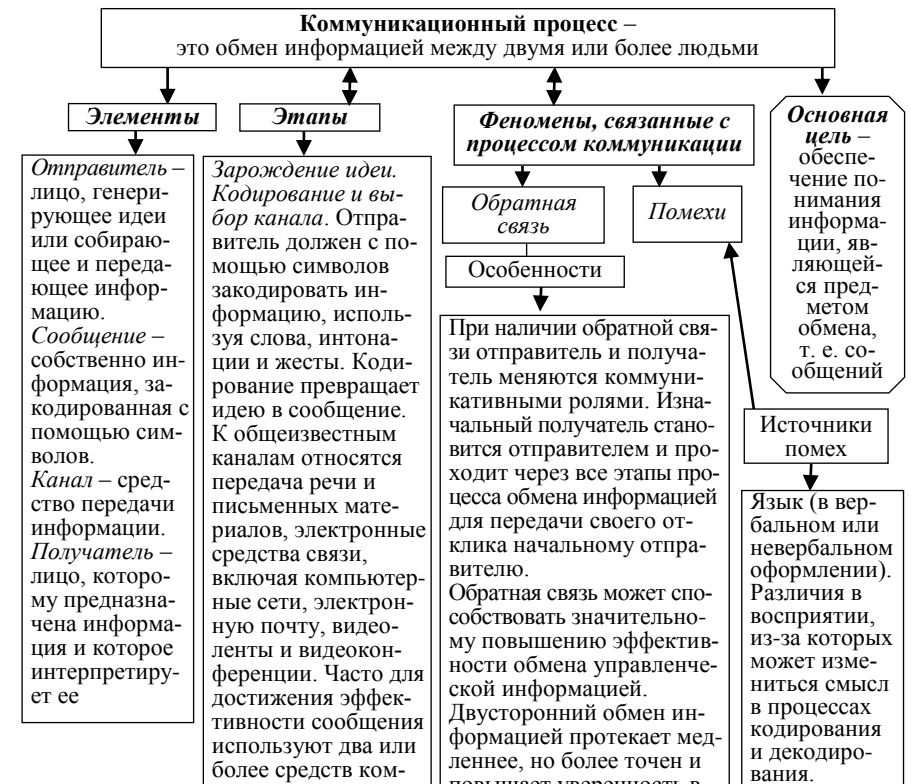 Коммуникационный процесс –
это обмен информацией между двумя или более людьми
Элементы
Отправитель –
лицо, генери-
рующее идеи
или собираю-
щее и переда-
ющее инфор-
мацию.
Сообщение –
собственно ин-
формация, за-
кодированная с
помощью сим-
волов.
Канал – сред-
ство передачи
информации.
Получатель –
лицо, которо-
му предназна-
чена информа-
ция и которое
интерпретиру-
ет ее
Этапы
Зарождение идеи.
Кодирование и вы-
бор канала. Отпра-
витель должен с по-
мощью символов
закодировать ин-
формацию, исполь-
зуя слова, интона-
ции и жесты. Коди-
рование превращает
идею в сообщение.
К общеизвестным
каналам относятся
передача речи и
письменных мате-
риалов, электронные
средства связи,
включая компьютер-
ные сети, электрон-
ную почту, видео-
ленты и видеокон-
ференции. Часто для
достижения эффек-
тивности сообщения
используют два или
более средств ком-
Феномены, связанные с
процессом коммуникации
Обратная
связь
Особенности
При наличии обратной свя-
зи отправитель и получа-
тель меняются коммуни-
кативными ролями. Изна-
чальный получатель стано-
вится отправителем и про-
ходит через все этапы про-
цесса обмена информацией
для передачи своего от-
клика начальному отпра-
вителю.
Обратная связь может спо-
собствовать значительно-
му повышению эффектив-
ности обмена управленче-
ской информацией.
Двусторонний обмен ин-
формацией протекает мед-
леннее, но более точен и
повышает уверенность в
Помехи
Источники
помех
Язык (в вер-
бальном или
невербальном
оформлении).
Различия в
восприятии,
из-за которых
может изме-
ниться смысл
в процессах
кодирования
и декодиро-
вания.
Основная
цель –
обеспе-
чение по-
нимания
информа-
ции, яв-
ляющей-
ся пред-
метом
обмена,
т. е. со-
общений